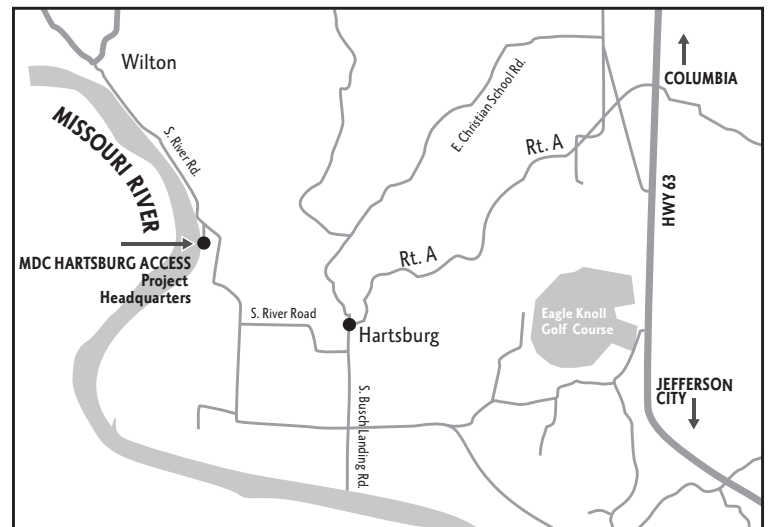 Wilton
COLUMBIA
E. Christian School Rd.
MISSOURI RIVER
S. River Rd.
Rt. A
HWY 63
MDC HARTSBURG ACCESS
Project
Headquarters
Rt. A
S. River Road
Hartsburg
Eagle Knoll
Golf Course
S. Busch Landing Rd.
JEFFERSON
CITY